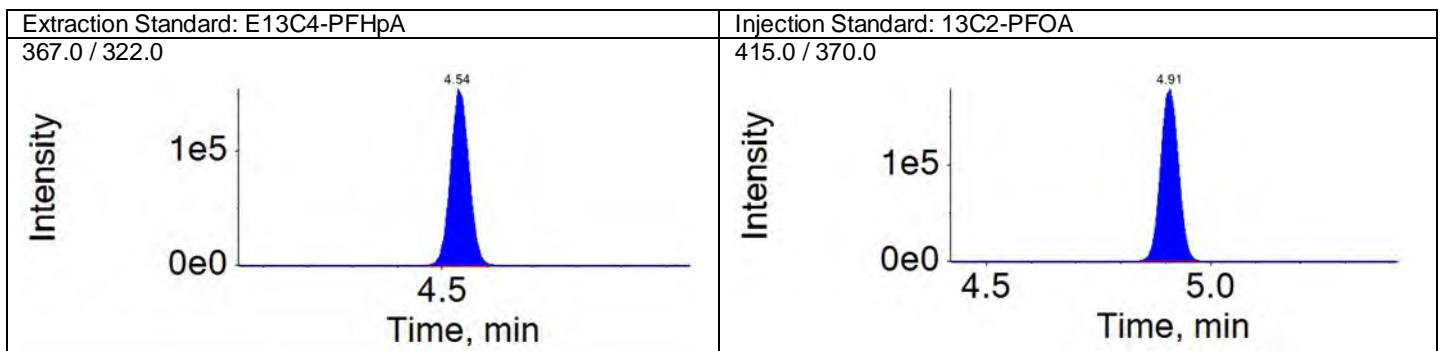 Extraction Standard: E13C4-PFHpA
367.0 / 322.0
4.54
Intensity
1e5
0e0
4.5
Time, min
Injection Standard: 13C2-PFOA
415.0 / 370.0
4.91
Intensity
1e5
0e0
4.5 5.0
Time, min